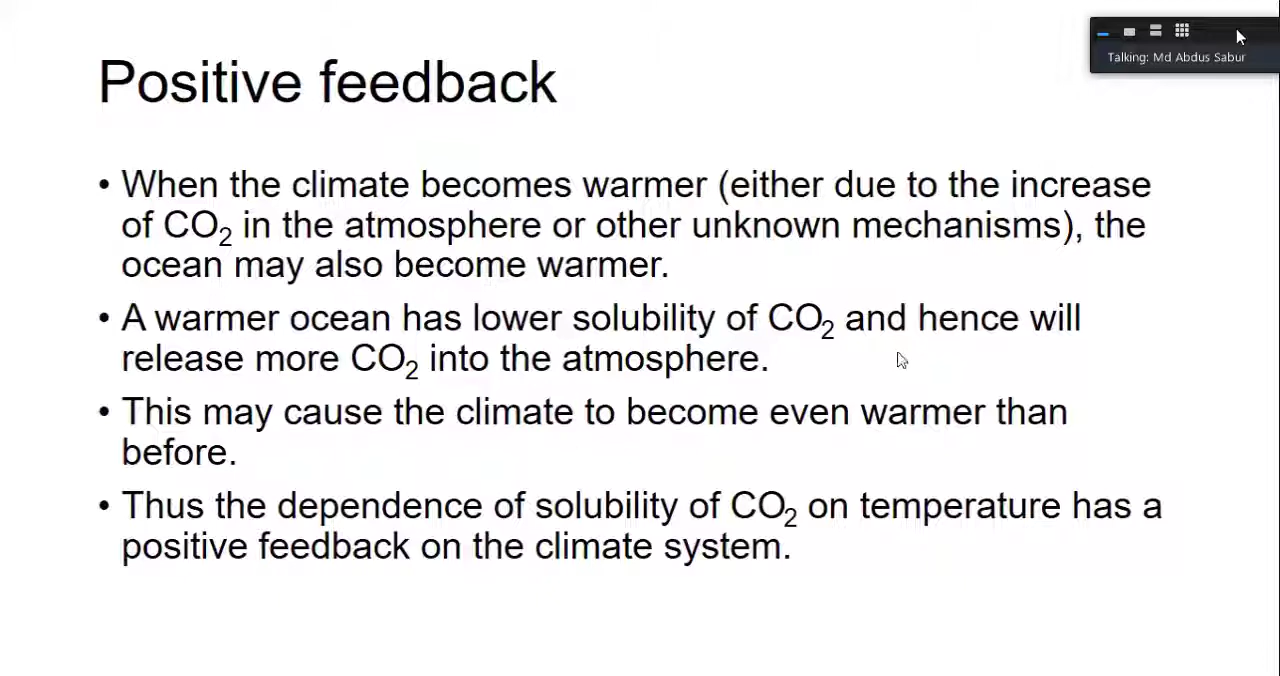 Talking: Md Abdus Sabur
Positive feedback
• When the climate becomes warmer (either due to the increase
of CO₂ in the atmosphere or other unknown mechanisms), the
ocean may also become warmer.
• A warmer ocean has lower solubility of CO₂ and hence will
release more CO₂ into the atmosphere.
• This may cause the climate to become even warmer than
before.
• Thus the dependence of solubility of CO₂ on temperature has a
positive feedback on the climate system.